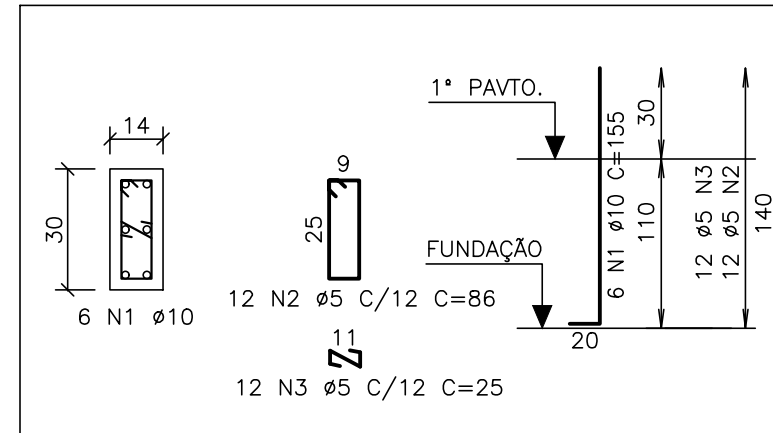 14
30
6 N1 ø10
9
25
12 N2 ø5 C/12 C=86
11
12 N3 ø5 C/12 C=25
1ª PAVTO.
FUNDAÇÃO
20
6 N1 ø10 C=155
30
110
12 ø5 N3
12 ø5 N2
140